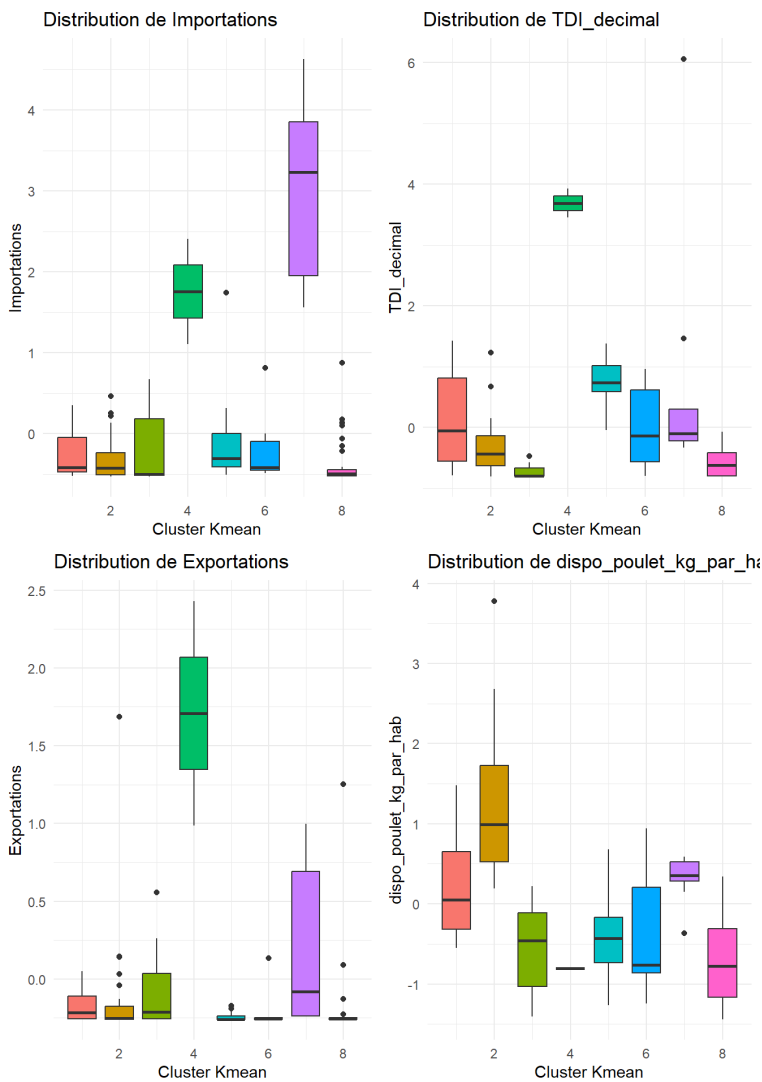 Distribution de Importations
Importations
4
3
2
1
0
2 4 6 8
Cluster Kmean
Distribution de TDI_decimal
TDI_decimal
6
4
2
0
2 4 6 8
Cluster Kmean
Distribution de Exportations
Exportations
2.5
2.0
1.5
1.0
0.5
0.0
2 4 6 8
Cluster Kmean
Distribution de dispo_poulet_kg_par_ha
dispo_poulet_kg_par_hab
4
3
2
1
0
-1
2 4 6 8
Cluster Kmean